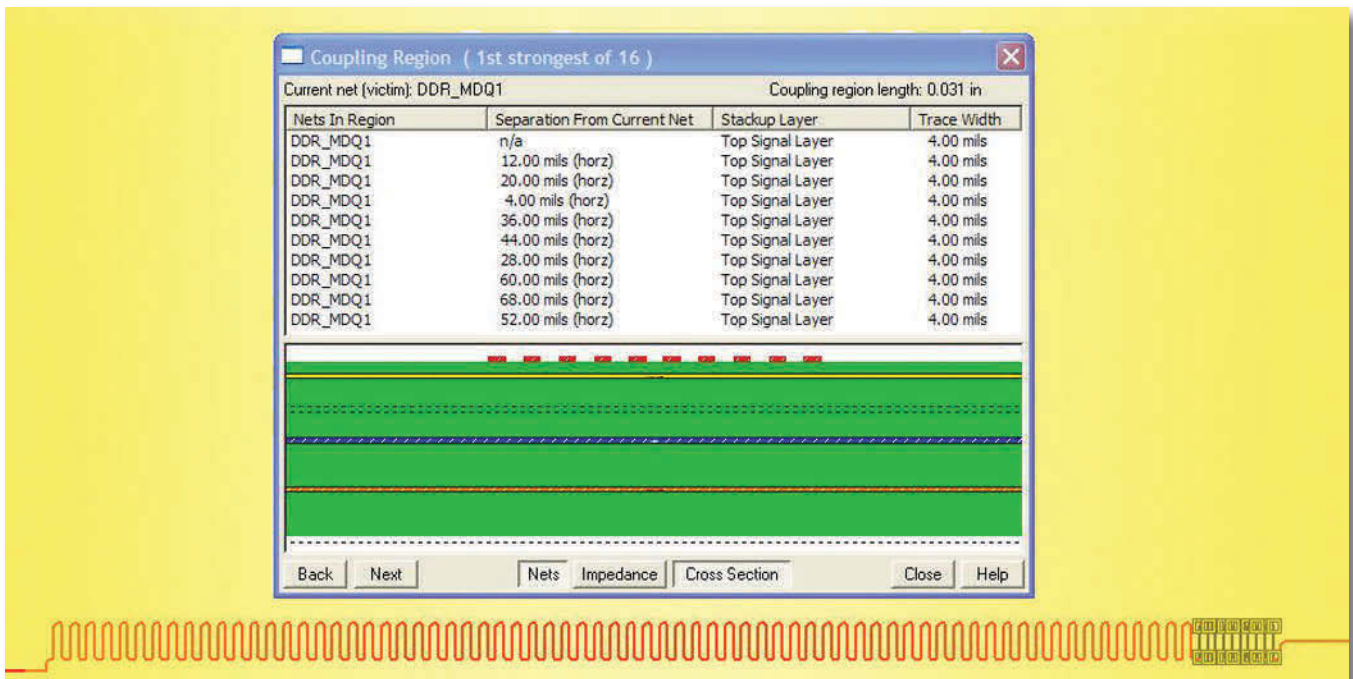 Coupling Region ( 1st strongest of 16 )
Current net (victim): DDR_MDQ1 Coupling region length: 0.031 in
Nets In Region Separation From Current Net Stackup Layer Trace Width
DDR_MDQ1 n/a Top Signal Layer 4.00 mils
DDR_MDQ1 12.00 mils (horz) Top Signal Layer 4.00 mils
DDR_MDQ1 20.00 mils (horz) Top Signal Layer 4.00 mils
DDR_MDQ1 4.00 mils (horz) Top Signal Layer 4.00 mils
DDR_MDQ1 36.00 mils (horz) Top Signal Layer 4.00 mils
DDR_MDQ1 44.00 mils (horz) Top Signal Layer 4.00 mils
DDR_MDQ1 28.00 mils (horz) Top Signal Layer 4.00 mils
DDR_MDQ1 60.00 mils (horz) Top Signal Layer 4.00 mils
DDR_MDQ1 68.00 mils (horz) Top Signal Layer 4.00 mils
DDR_MDQ1 52.00 mils (horz) Top Signal Layer 4.00 mils
Back Next Nets Impedance Cross Section Close Help